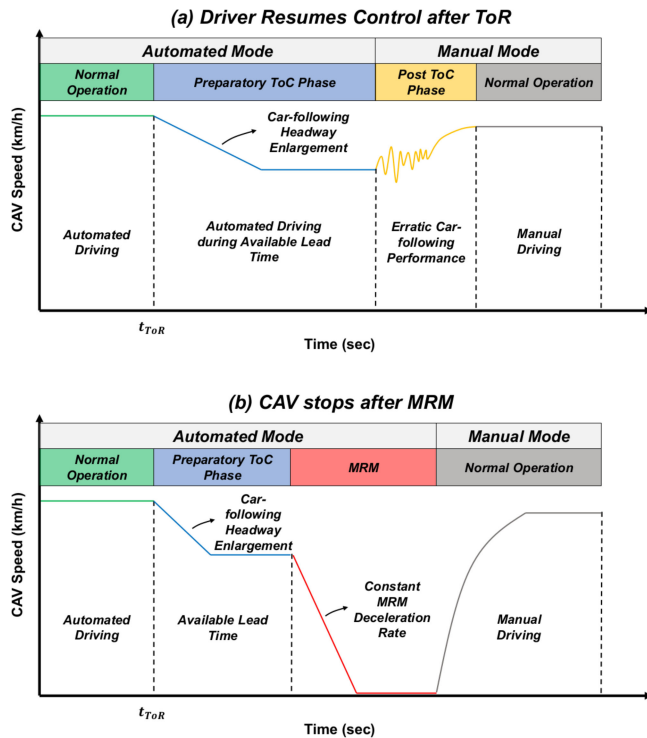 (a) Driver Resumes Control after ToR
Automated Mode
Manual Mode
Normal
Operation
Preparatory ToC Phase
Post ToC
Phase
Normal Operation
CAV Speed (km/h)
Car-following
Headway
Enlargement
Automated
Driving
Automated Driving
during Available Lead
Time
Erratic Car-
following
Performance
Manual
Driving
t_ToR
Time (sec)
(b) CAV stops after MRM
Automated Mode
Manual Mode
Normal
Operation
Preparatory ToC
Phase
MRM
Normal Operation
CAV Speed (km/h)
Car-
following
Headway
Enlargement
Constant
MRM
Deceleration
Rate
Automated
Driving
Available Lead
Time
Manual
Driving
t_ToR
Time (sec)